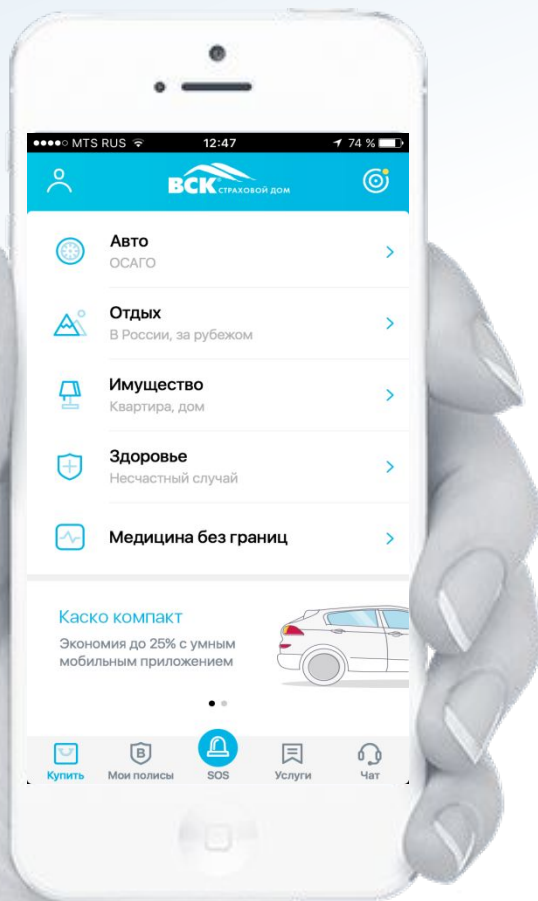 MTS RUS 12:47 74 %
ВСК СТРАХОВОЙ ДОМ
Авто
ОСАГО
Отдых
В России, за рубежом
Имущество
Квартира, дом
Здоровье
Несчастный случай
Медицина без границ
Каско компакт
Экономия до 25% с умным
мобильным приложением
В
Купить Мои полисы SOS Услуги Чат